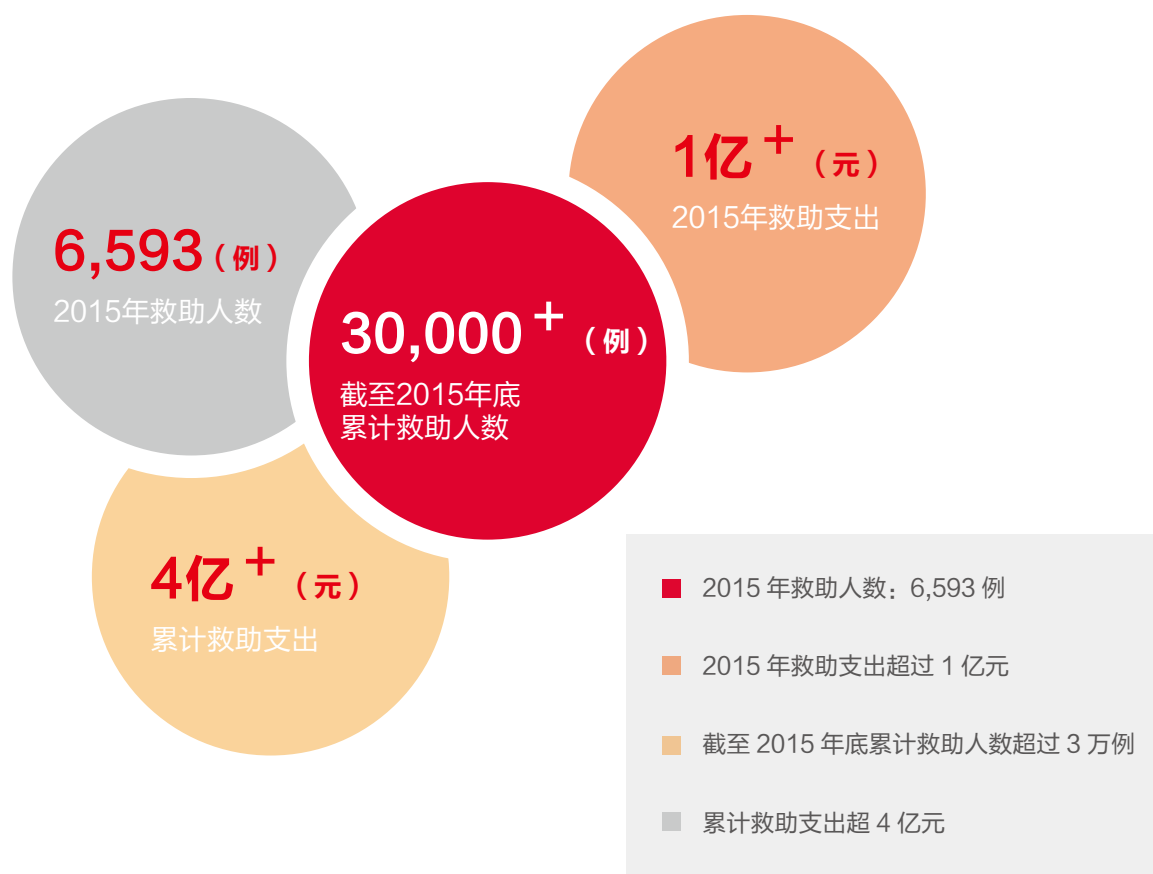 1亿+（元）
2015年救助支出
6,593（例）
2015年救助人数
30,000+（例）
截至2015年底
累计救助人数
4亿+（元）
累计救助支出
2015 年救助人数：6,593 例
2015 年救助支出超过 1 亿元
截至 2015 年底累计救助人数超过 3 万例
累计救助支出超 4 亿元